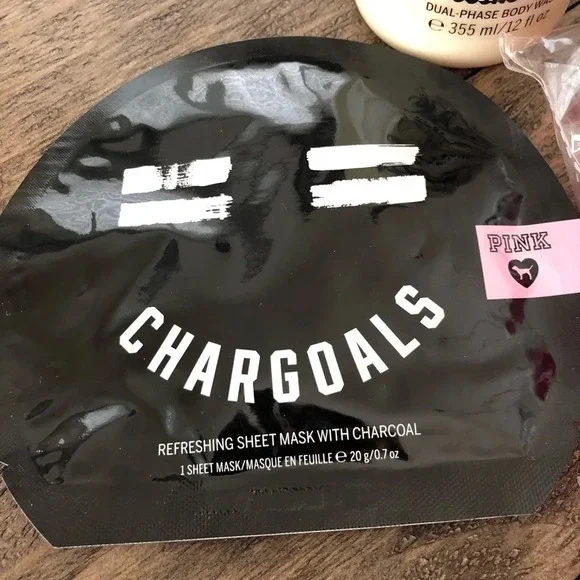 DUAL-PHASE BODY WASH
℮ 355 ml/12 fl oz
PINK
CHARGOALS
REFRESHING SHEET MASK WITH CHARCOAL
1 SHEET MASK/MASQUE EN FEUILLE ℮ 20 g/0.7 oz